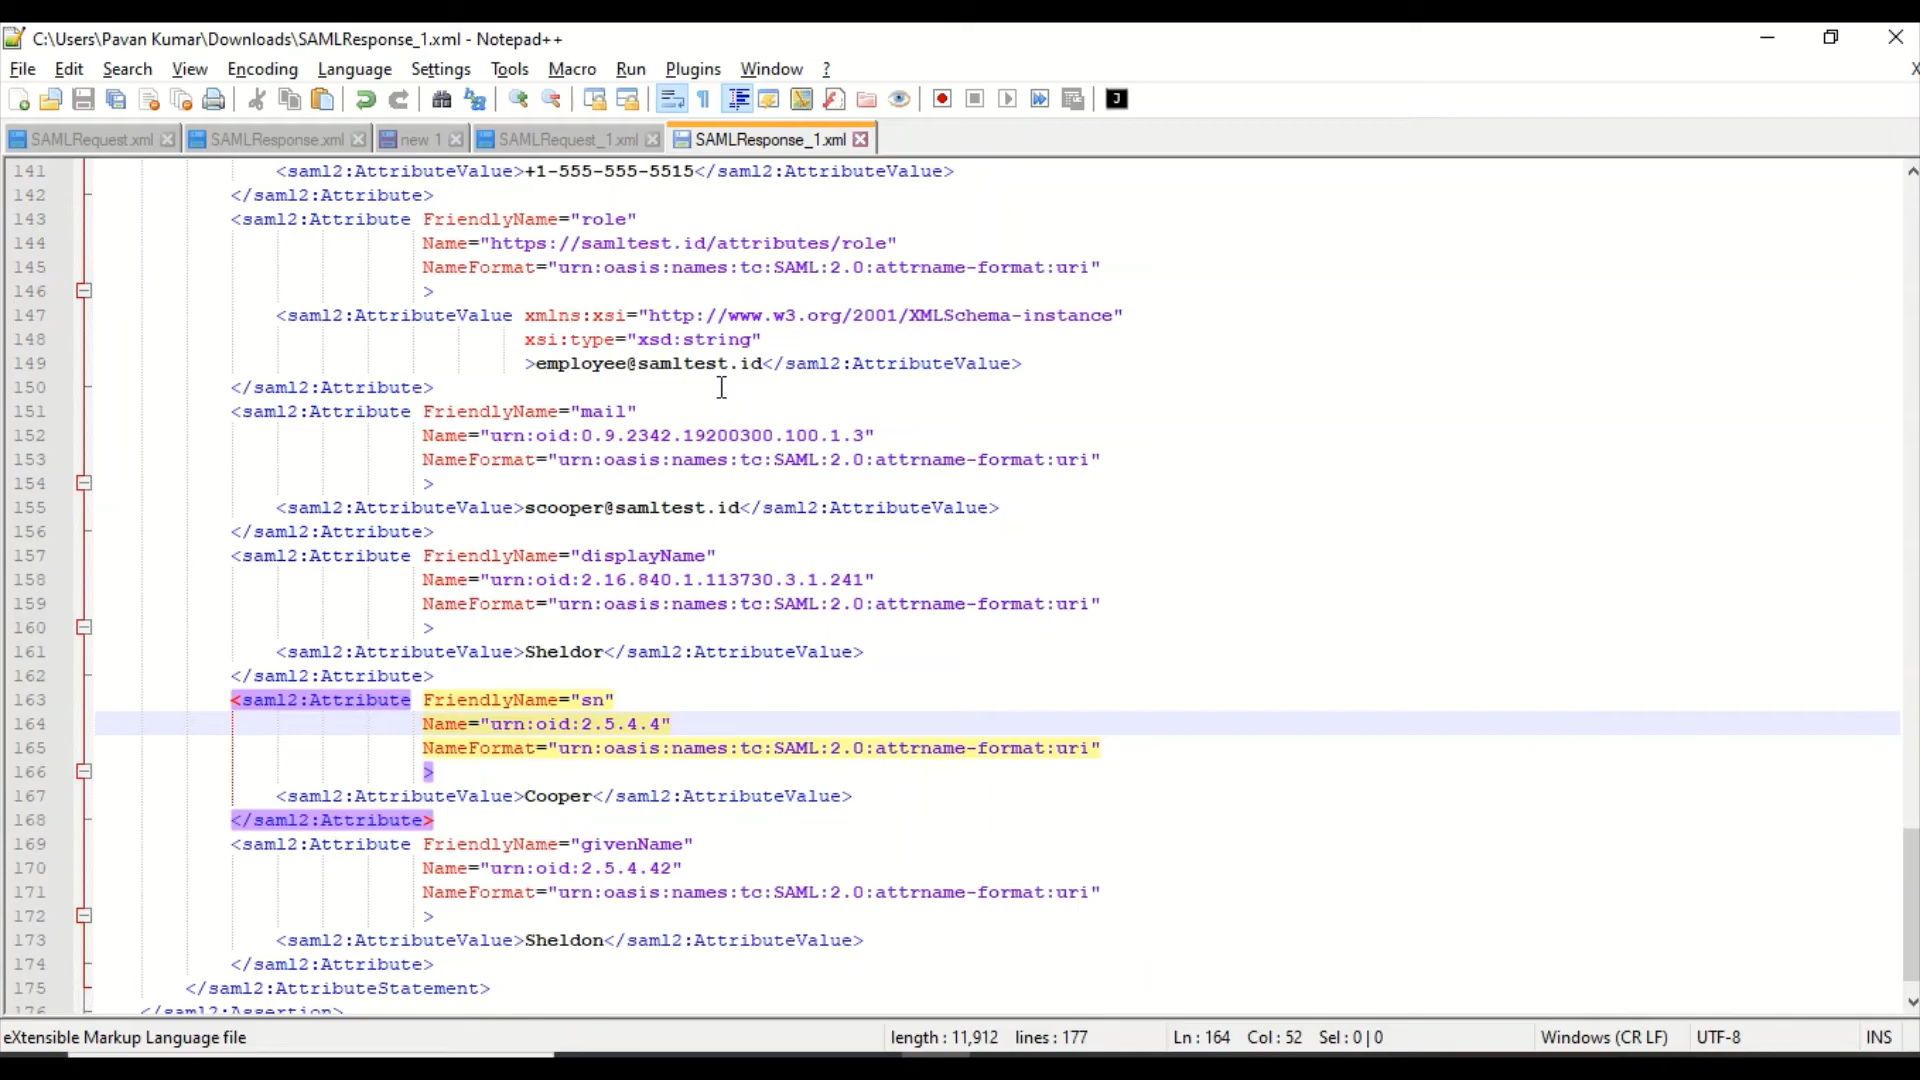 C:\Users\Pavan Kumar\Downloads\SAMLResponse_1.xml - Notepad++
File Edit Search View Encoding Language Settings Tools Macro Run Plugins Window ? X
SAMLRequest.xml SAMLResponse.xml new 1 SAMLRequest_1.xml SAMLResponse_1.xml
141 <saml2:AttributeValue>+1-555-555-5515</saml2:AttributeValue>
142 </saml2:Attribute>
143 <saml2:Attribute FriendlyName="role"
144 Name="https://samltest.id/attributes/role"
145 NameFormat="urn:oasis:names:tc:SAML:2.0:attrname-format:uri"
146 >
147 <saml2:AttributeValue xmlns:xsi="http://www.w3.org/2001/XMLSchema-instance"
148 xsi:type="xsd:string"
149 >employee@samltest.id</saml2:AttributeValue>
150 </saml2:Attribute>
151 <saml2:Attribute FriendlyName="mail"
152 Name="urn:oid:0.9.2342.19200300.100.1.3"
153 NameFormat="urn:oasis:names:tc:SAML:2.0:attrname-format:uri"
154 >
155 <saml2:AttributeValue>scooper@samltest.id</saml2:AttributeValue>
156 </saml2:Attribute>
157 <saml2:Attribute FriendlyName="displayName"
158 Name="urn:oid:2.16.840.1.113730.3.1.241"
159 NameFormat="urn:oasis:names:tc:SAML:2.0:attrname-format:uri"
160 >
161 <saml2:AttributeValue>Sheldor</saml2:AttributeValue>
162 </saml2:Attribute>
163 <saml2:Attribute FriendlyName="sn"
164 Name="urn:oid:2.5.4.4"
165 NameFormat="urn:oasis:names:tc:SAML:2.0:attrname-format:uri"
166 >
167 <saml2:AttributeValue>Cooper</saml2:AttributeValue>
168 </saml2:Attribute>
169 <saml2:Attribute FriendlyName="givenName"
170 Name="urn:oid:2.5.4.42"
171 NameFormat="urn:oasis:names:tc:SAML:2.0:attrname-format:uri"
172 >
173 <saml2:AttributeValue>Sheldon</saml2:AttributeValue>
174 </saml2:Attribute>
175 </saml2:AttributeStatement>
176 </saml2:Assertion>
eXtensible Markup Language file length : 11,912 lines : 177 Ln : 164 Col : 52 Sel : 0 | 0 Windows (CR LF) UTF-8 INS